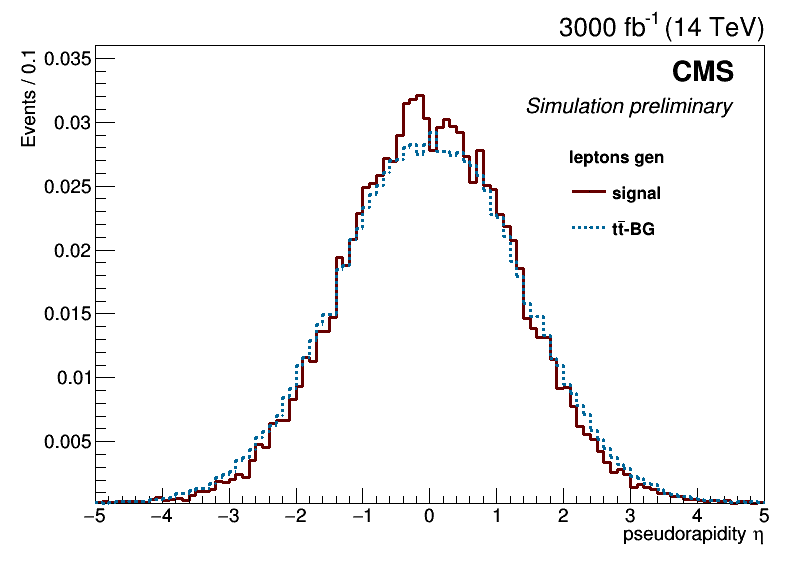 3000 fb⁻¹ (14 TeV)
Events / 0.1
CMS
Simulation preliminary
leptons gen
signal
tt̄-BG
0.035
0.03
0.025
0.02
0.015
0.01
0.005
−5 −4 −3 −2 −1 0 1 2 3 4 5
pseudorapidity η